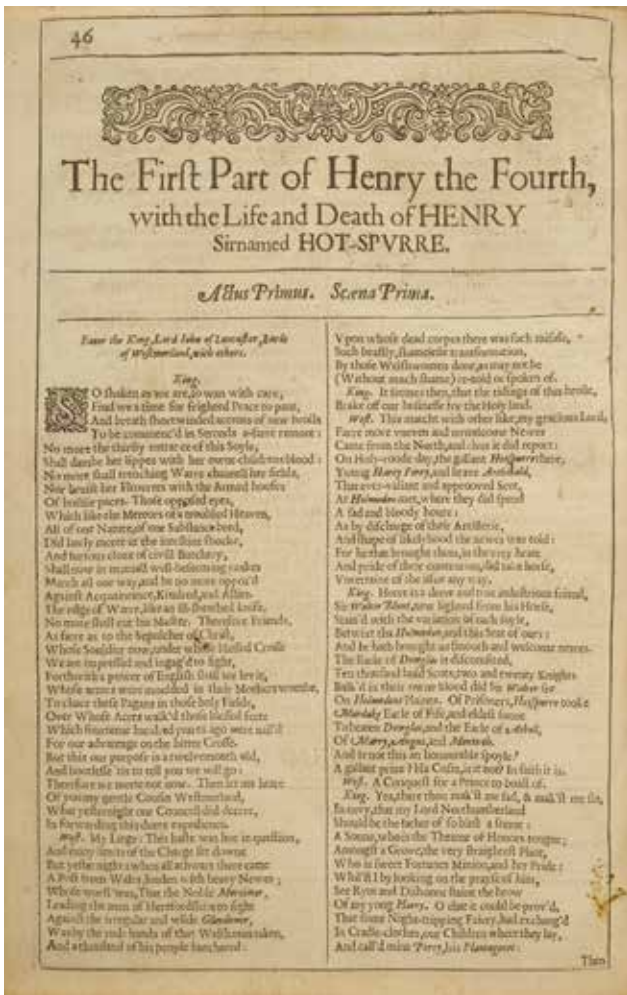 46
The Firſt Part of Henry the Fourth,
with the Life and Death of HENRY
Sirnamed HOT-SPVRRE.
Actus Primus. Scœna Prima.
Enter the King, Lord Iohn of Lancaster, Earle
of Westmerland, with others.
King.
SO ſhaken as we are, ſo wan with care,
Finde we a time for frighted Peace to pant,
And breath ſhortwinded accents of new broils
To be commenc'd in Stronds a-farre remote:
No more the thirſty entrance of this Soile,
Shall daube her lippes with her owne childrens blood:
No more ſhall trenching Warre channell her fields,
Nor bruiſe her Flowrets with the Armed hoofes
Of hoſtile paces. Thoſe oppoſed eyes,
Which like the Meteors of a troubled Heauen,
All of one Nature, of one Subſtance bred,
Did lately meete in the inteſtine ſhocke,
And furious cloze of ciuill Butchery,
Shall now in mutuall well-beſeeming rankes
March all one way, and be no more oppos'd
Againſt Acquaintance, Kindred, and Allies.
The edge of Warre, like an ill-ſheathed knife,
No more ſhall cut his Maſter. Therefore Friends,
As farre as to the Sepulcher of Chriſt,
Whoſe Souldier now, vnder whoſe bleſſed Croſſe
We are impreſſed and ingag'd to fight,
Forthwith a power of Engliſh ſhall we leuie,
Whoſe armes were moulded in their Mothers wombe,
To chace theſe Pagans in thoſe holy Fields,
Ouer whoſe Acres walk'd thoſe bleſſed feete
Which fourteene hundred yeares ago were nail'd
For our aduantage on the bitter Croſſe.
But this our purpoſe is a tweluemonth old,
And bootleſſe 'tis to tell you we will go:
Therefore we meete not now. Then let me heare
Of you my gentle Couſin Weſtmerland,
What yeſternight our Councell did decree,
In forwarding this deere expedience.
West. My Liege: This haſte was hot in queſtion,
And many limits of the Charge ſet downe
But yeſternight: when all athwart there came
A Poſt from Wales, loaden with heauy Newes;
Whoſe worſt was, That the Noble Mortimer,
Leading the men of Herefordſhire to fight
Againſt the irregular and wilde Glendower,
Was by the rude hands of that Welſhman taken,
And a thouſand of his people butchered:
Vpon whoſe dead corpes there was ſuch miſuſe,
Such beaſtly, ſhameleſſe transformation,
By thoſe Welſhwomen done, as may not be
(Without much ſhame) re-told or ſpoken of.
King. It ſeemes then, that the tidings of this broile,
Brake off our buſineſſe for the Holy land.
West. This matcht with other like, my gracious Lord,
Farre more vneuen and vnwelcome Newes
Came from the North, and thus it did report:
On Holy-roode day, the gallant Hotspurre there,
Young Harry Percy, and braue Archibald,
That euer-valiant and approoued Scot,
At Holmeden met, where they did ſpend
A ſad and bloody houre:
As by diſcharge of their Artillerie,
And ſhape of likely-hood the newes was told:
For he that brought them, in the very heate
And pride of their contention, did take horſe,
Vncertaine of the iſſue any way.
King. Heere is a deere and true induſtrious friend,
Sir Walter Blunt, new lighted from his Horſe,
Stain'd with the variation of each ſoyle,
Betwixt the Holmedon, and this Seat of ours:
And he hath brought vs ſmooth and welcome newes.
The Earle of Dowglas is diſcomfited,
Ten thouſand bold Scots, two and twenty Knights
Balk'd in their owne blood did Sir Walter ſee
On Holmedons Plaines. Of Priſoners, Hotspurre tooke
Mordake Earle of Fife, and eldeſt ſonne
To beaten Dowglas, and the Earle of Atholl,
Of Murry, Angus, and Menteith.
And is not this an honourable ſpoyle?
A gallant prize? Ha Coſin, is it not? Infaith it is.
West. A Conqueſt for a Prince to boaſt of.
King. Yea, there thou mak'ſt me ſad, & mak'ſt me ſin,
In enuy, that my Lord Northumberland
Should be the Father of ſo bleſt a Sonne:
A Sonne, who is the Theame of Honors tongue;
Among'ſt a Groue, the very ſtraighteſt Plant,
Who is ſweet Fortunes Minion, and her Pride:
Whil'ſt I by looking on the praiſe of him,
See Ryot and Diſhonor ſtaine the brow
Of my yong Harry. O that it could be prou'd,
That ſome Night-tripping-Faiery, had exchang'd
In Cradle-clothes, our Children where they lay,
And call'd mine Percy, his Plantagenet:
Then